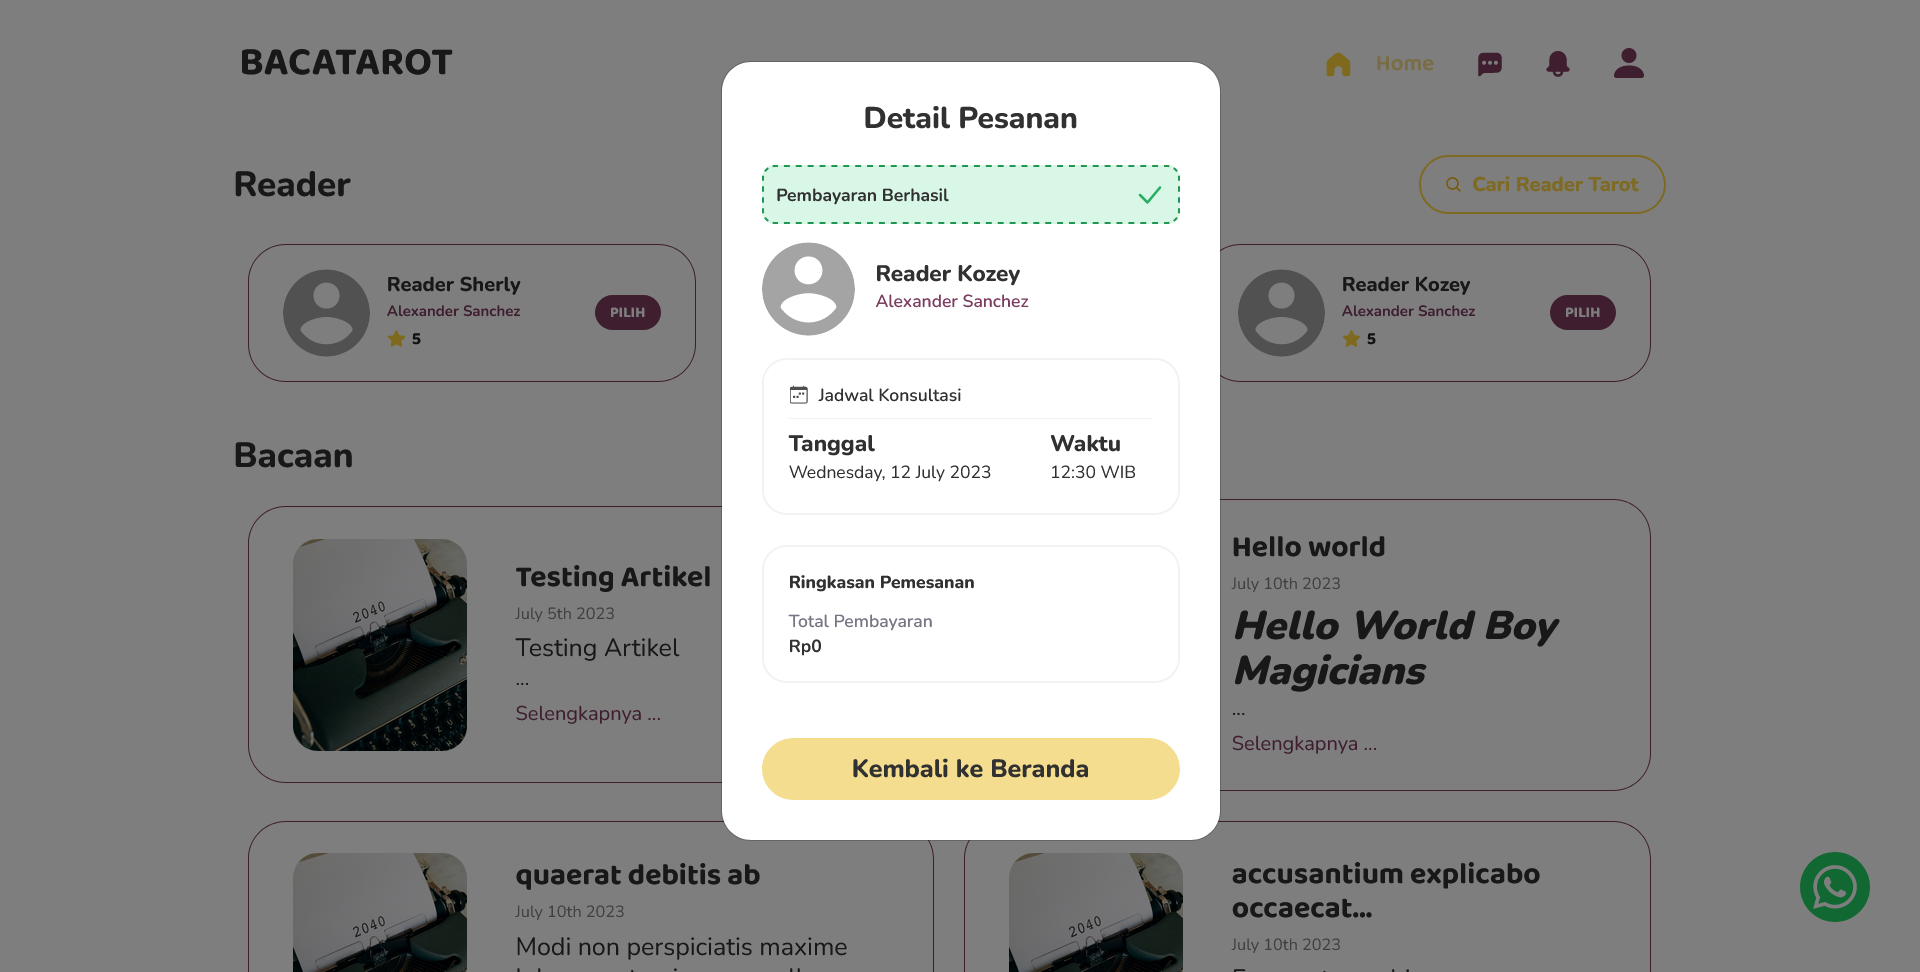 BACATAROT
Home
Reader
Cari Reader Tarot
Reader Sherly
Alexander Sanchez
5
PILIH
Reader Kozey
Alexander Sanchez
5
PILIH
Detail Pesanan
Pembayaran Berhasil
Reader Kozey
Alexander Sanchez
Jadwal Konsultasi
Tanggal
Wednesday, 12 July 2023
Waktu
12:30 WIB
Ringkasan Pemesanan
Total Pembayaran
Rp0
Kembali ke Beranda
Bacaan
2040
Testing Artikel
July 5th 2023
Testing Artikel
...
Selengkapnya ...
Hello world
July 10th 2023
Hello World Boy
Magicians
...
Selengkapnya ...
2040
quaerat debitis ab
July 10th 2023
Modi non perspiciatis maxime
2040
accusantium explicabo
occaecat...
July 10th 2023